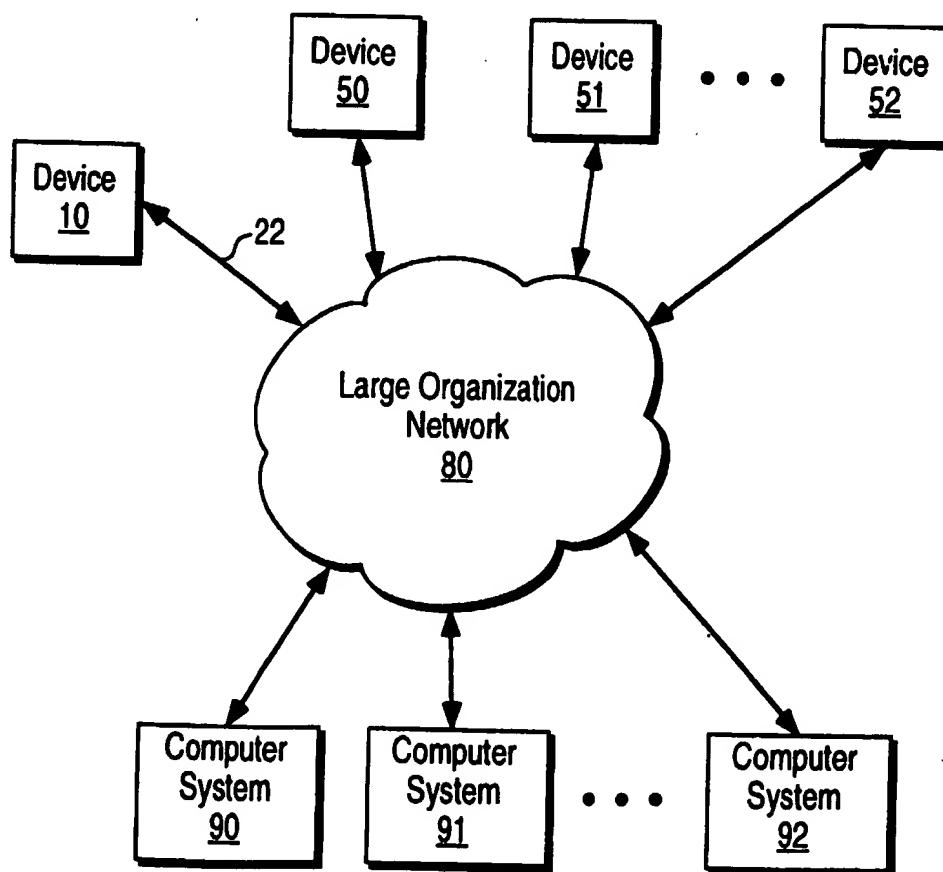 Device
50
Device
51
Device
52
Device
10
22
Large Organization
Network
80
Computer
System
90
Computer
System
91
Computer
System
92